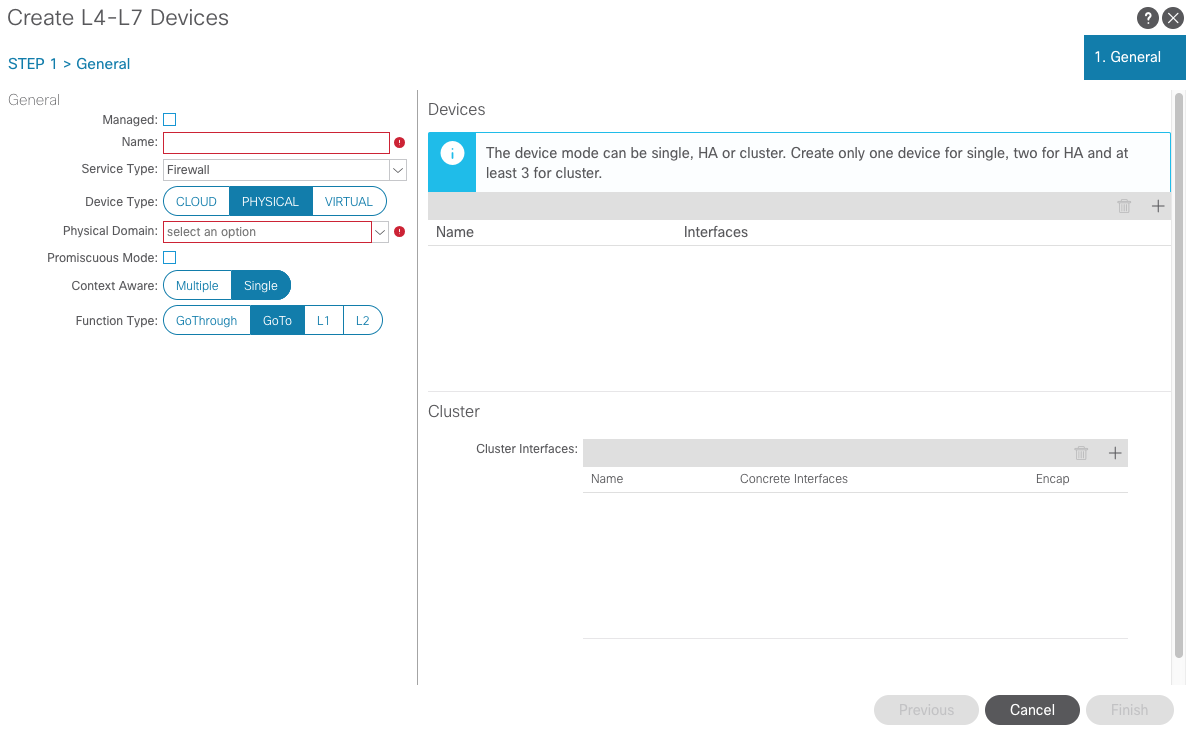 Create L4-L7 Devices
STEP 1 > General
1. General
General
Managed:
Name:
Service Type: Firewall
Device Type: CLOUD PHYSICAL VIRTUAL
Physical Domain: select an option
Promiscuous Mode:
Context Aware: Multiple Single
Function Type: GoThrough GoTo L1 L2
Devices
The device mode can be single, HA or cluster. Create only one device for single, two for HA and at
least 3 for cluster.
Name Interfaces
Cluster
Cluster Interfaces:
Name Concrete Interfaces Encap
Previous Cancel Finish